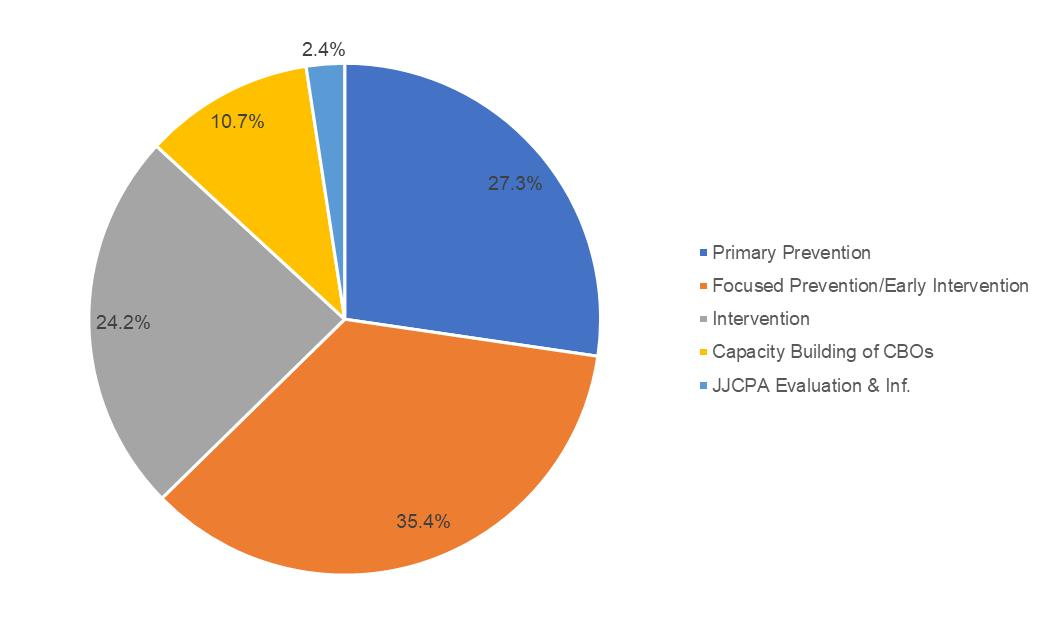 2.4%
10.7%
27.3%
24.2%
35.4%
Primary Prevention
Focused Prevention/Early Intervention
Intervention
Capacity Building of CBOs
JJCPA Evaluation & Inf.